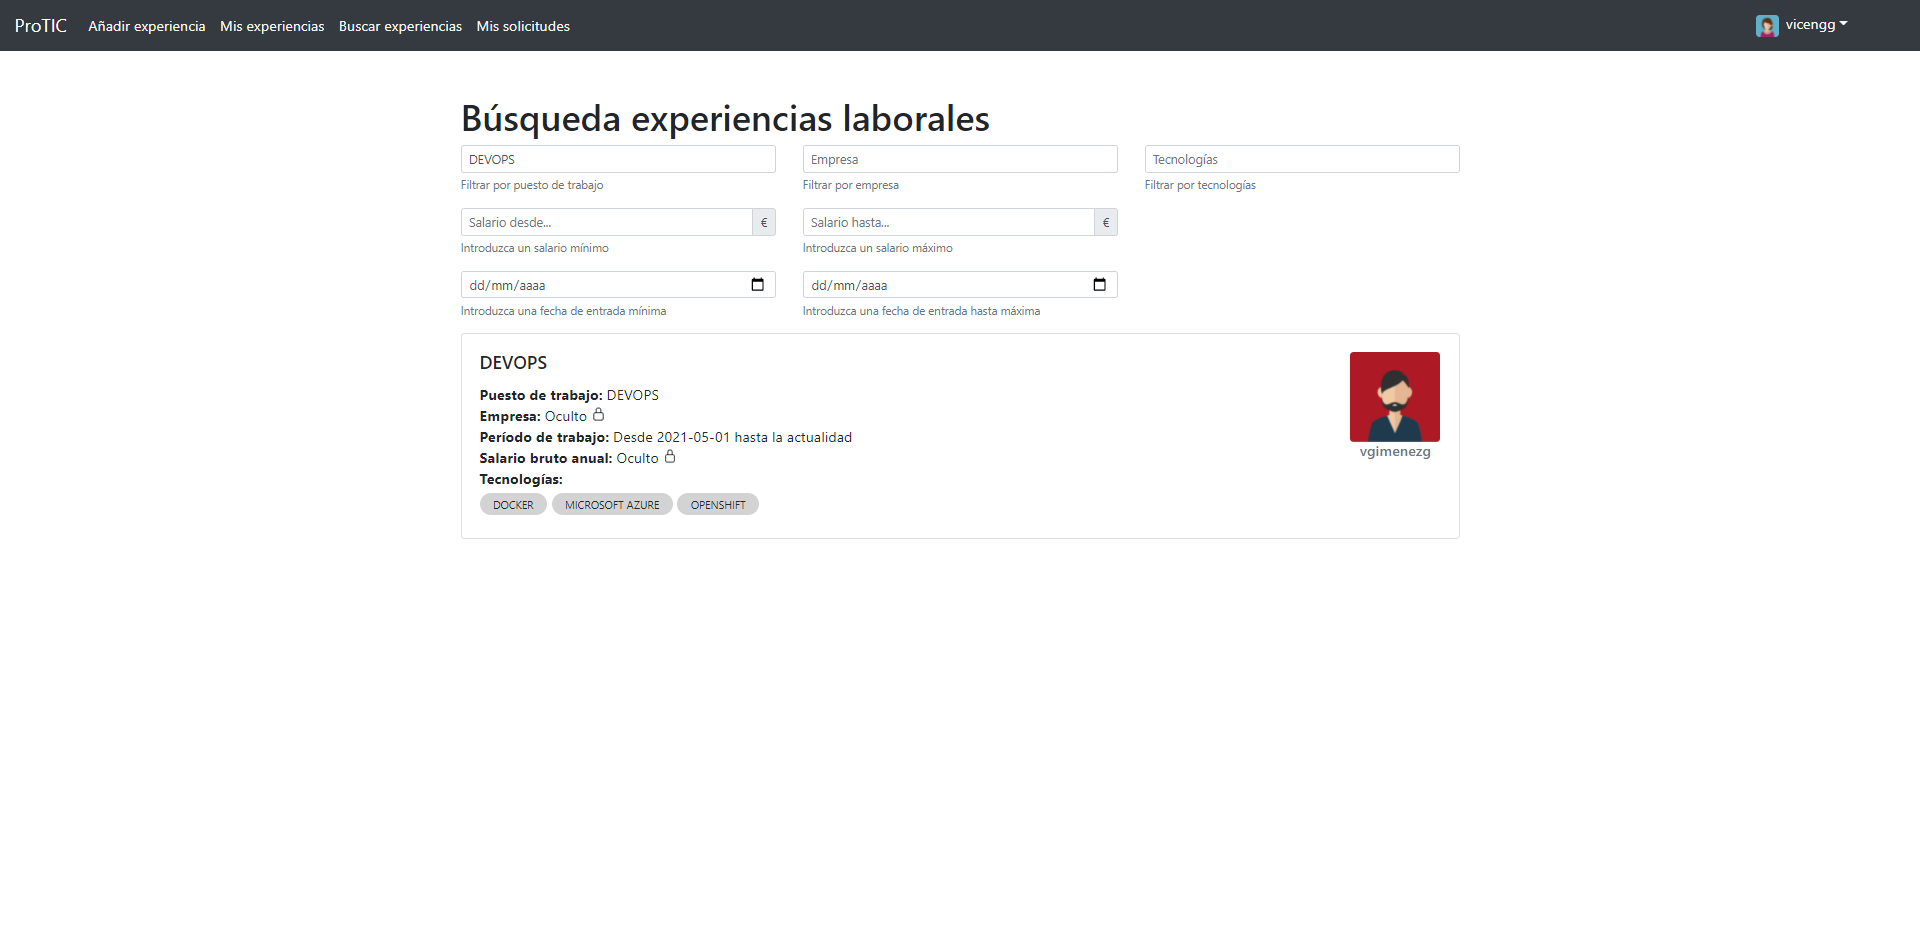 ProTIC Añadir experiencia Mis experiencias Buscar experiencias Mis solicitudes vicengg
Búsqueda experiencias laborales
DEVOPS Empresa Tecnologías
Filtrar por puesto de trabajo Filtrar por empresa Filtrar por tecnologías
Salario desde... € Salario hasta... €
Introduzca un salario mínimo Introduzca un salario máximo
dd/mm/aaaa dd/mm/aaaa
Introduzca una fecha de entrada mínima Introduzca una fecha de entrada hasta máxima
DEVOPS
Puesto de trabajo: DEVOPS
Empresa: Oculto
Período de trabajo: Desde 2021-05-01 hasta la actualidad
vgimenezg
Salario bruto anual: Oculto
Tecnologías:
DOCKER MICROSOFT AZURE OPENSHIFT